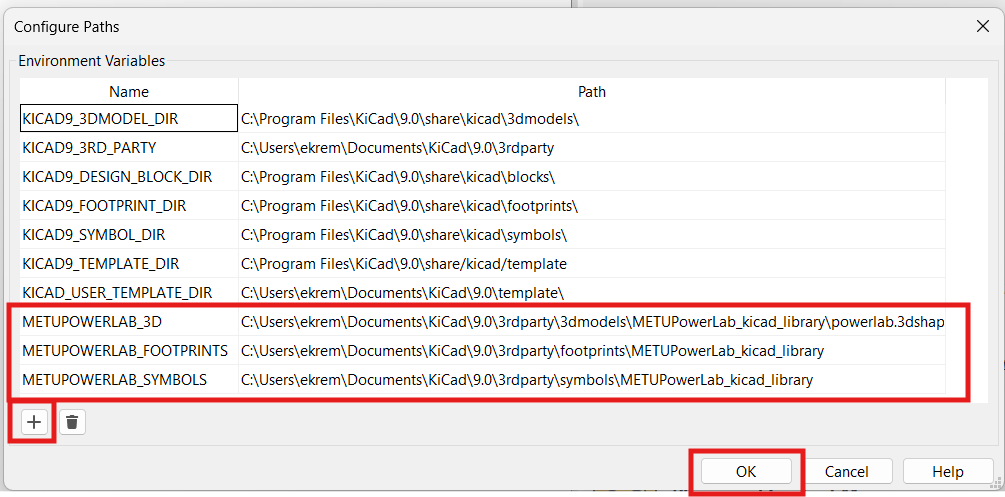 Configure Paths
Environment Variables
Name Path
KICAD9_3DMODEL_DIR C:\Program Files\KiCad\9.0\share\kicad\3dmodels\
KICAD9_3RD_PARTY C:\Users\ekrem\Documents\KiCad\9.0\3rdparty
KICAD9_DESIGN_BLOCK_DIR C:\Program Files\KiCad\9.0\share\kicad\blocks\
KICAD9_FOOTPRINT_DIR C:\Program Files\KiCad\9.0\share\kicad\footprints\
KICAD9_SYMBOL_DIR C:\Program Files\KiCad\9.0\share\kicad\symbols\
KICAD9_TEMPLATE_DIR C:\Program Files\KiCad\9.0\share/kicad/template
KICAD_USER_TEMPLATE_DIR C:\Users\ekrem\Documents\KiCad\9.0\template\
METUPOWERLAB_3D C:\Users\ekrem\Documents\KiCad\9.0\3rdparty\3dmodels\METUPowerLab_kicad_library\powerlab.3dshap
METUPOWERLAB_FOOTPRINTS C:\Users\ekrem\Documents\KiCad\9.0\3rdparty\footprints\METUPowerLab_kicad_library
METUPOWERLAB_SYMBOLS C:\Users\ekrem\Documents\KiCad\9.0\3rdparty\symbols\METUPowerLab_kicad_library
OK Cancel Help